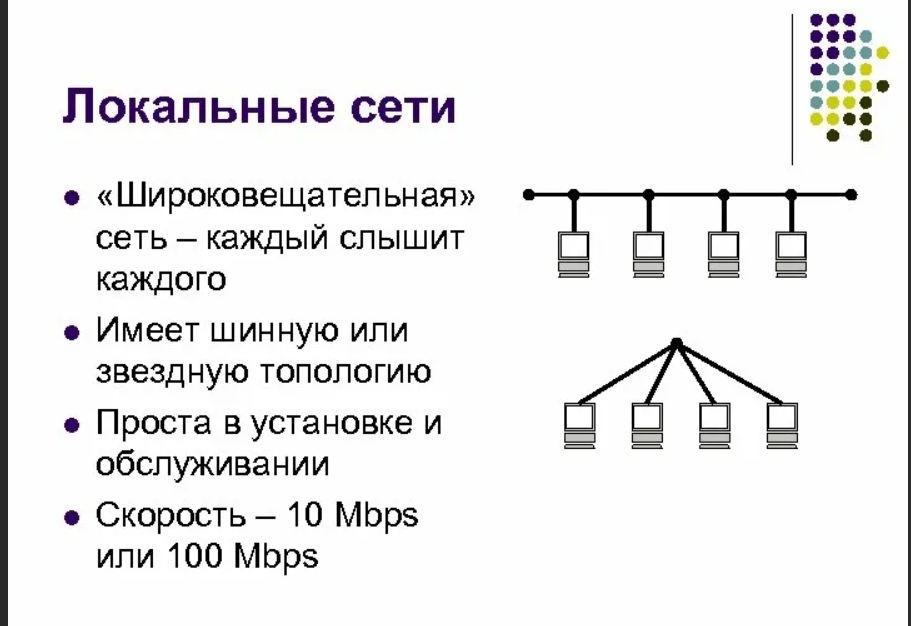 Локальные сети
«Широковещательная»
сеть – каждый слышит
каждого
Имеет шинную или
звездную топологию
Проста в установке и
обслуживании
Скорость – 10 Mbps
или 100 Mbps